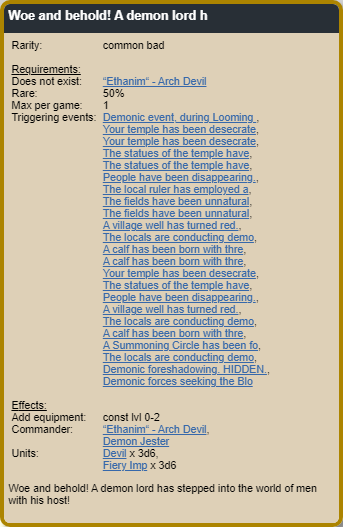 Woe and behold! A demon lord h
Rarity: common bad
Requirements:
Does not exist: "Ethanim" - Arch Devil
Rare: 50%
Max per game: 1
Triggering events: Demonic event, during Looming ,
Your temple has been desecrate,
Your temple has been desecrate,
The statues of the temple have,
The statues of the temple have,
People have been disappearing.,
The local ruler has employed a,
The fields have been unnatural,
The fields have been unnatural,
A village well has turned red.,
The locals are conducting demo,
A calf has been born with thre,
A calf has been born with thre,
Your temple has been desecrate,
The statues of the temple have,
People have been disappearing.,
A village well has turned red.,
The locals are conducting demo,
A calf has been born with thre,
A Summoning Circle has been fo,
The locals are conducting demo,
Demonic foreshadowing. HIDDEN.,
Demonic forces seeking the Blo
Effects:
Add equipment: const lvl 0-2
Commander: "Ethanim" - Arch Devil,
Demon Jester
Units: Devil x 3d6,
Fiery Imp x 3d6
Woe and behold! A demon lord has stepped into the world of men
with his host!